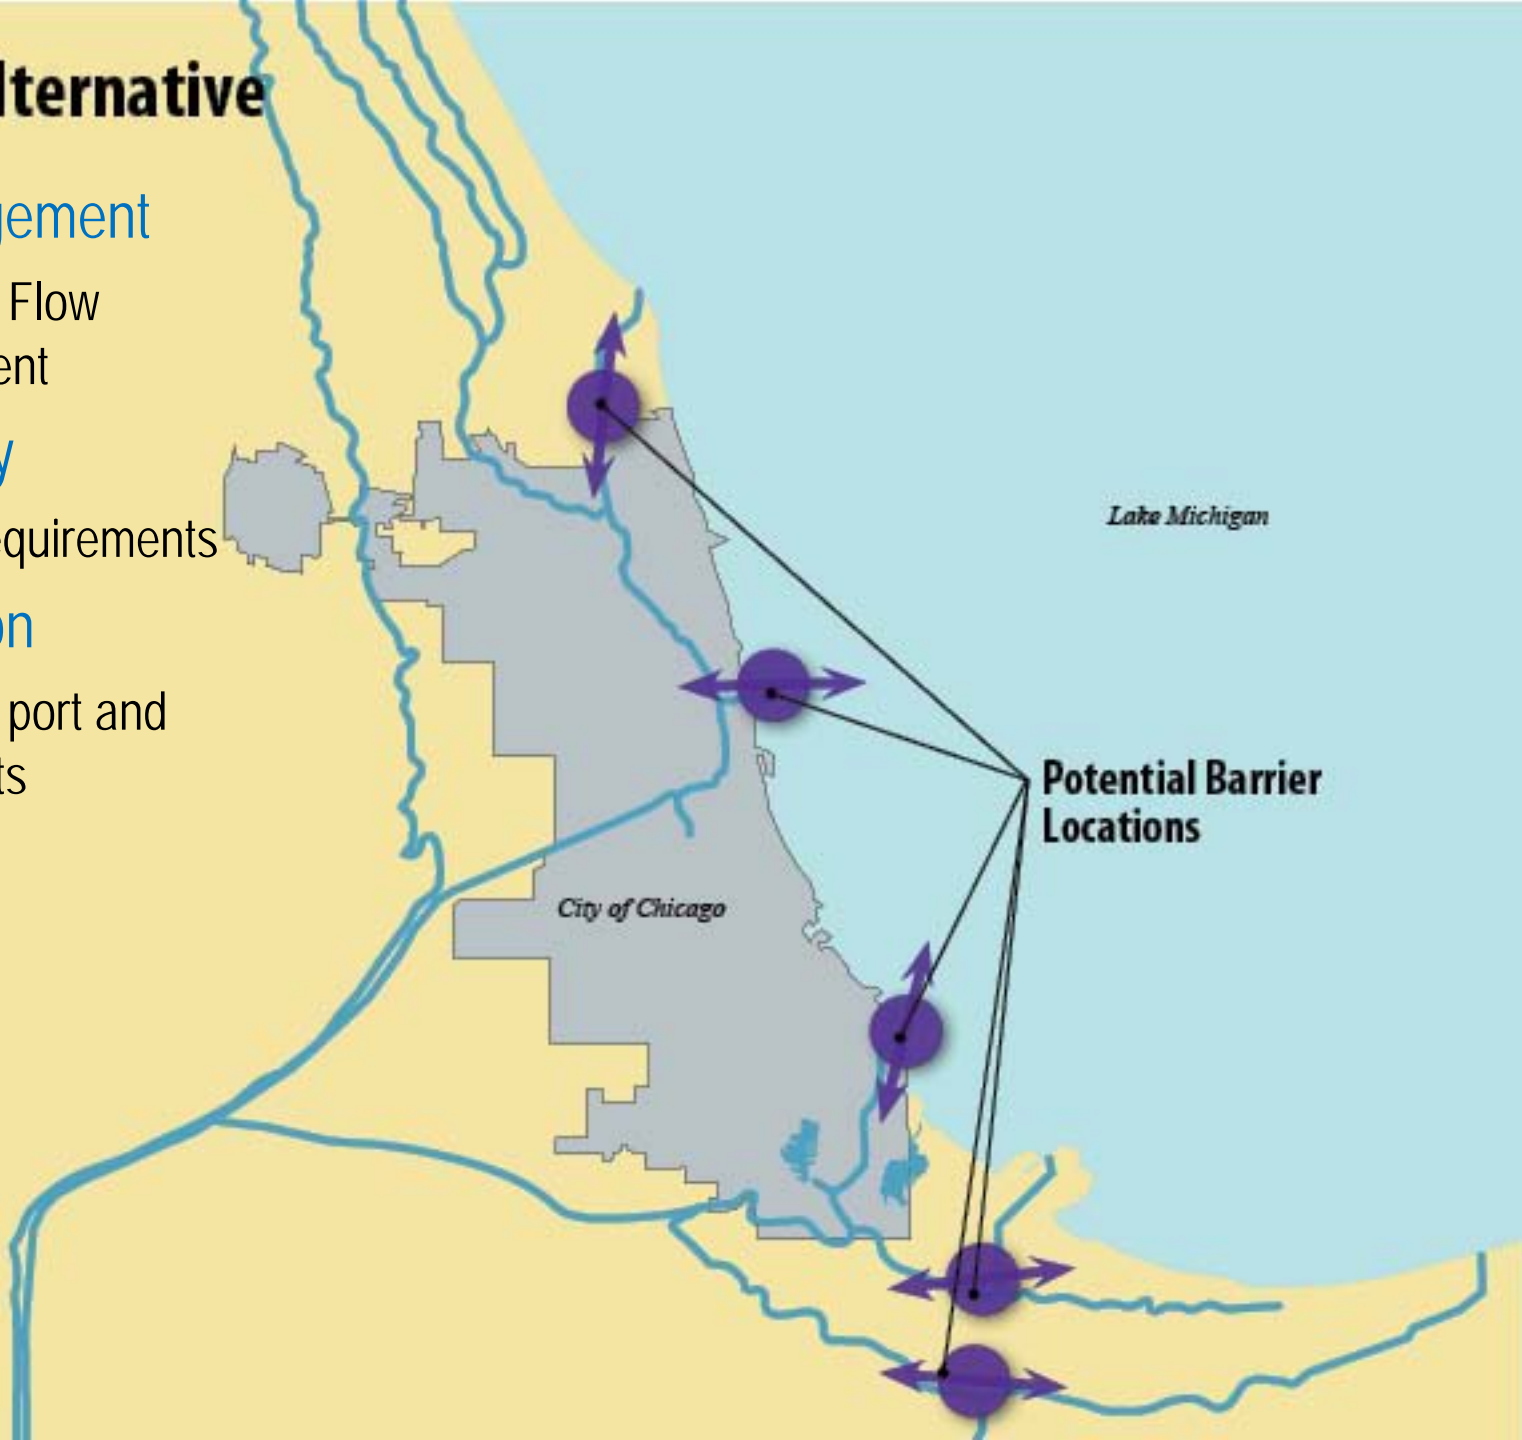 lternative
gement
Flow
ent
y
equirements
on
port and
ts
Lake Michigan
Potential Barrier
Locations
City of Chicago